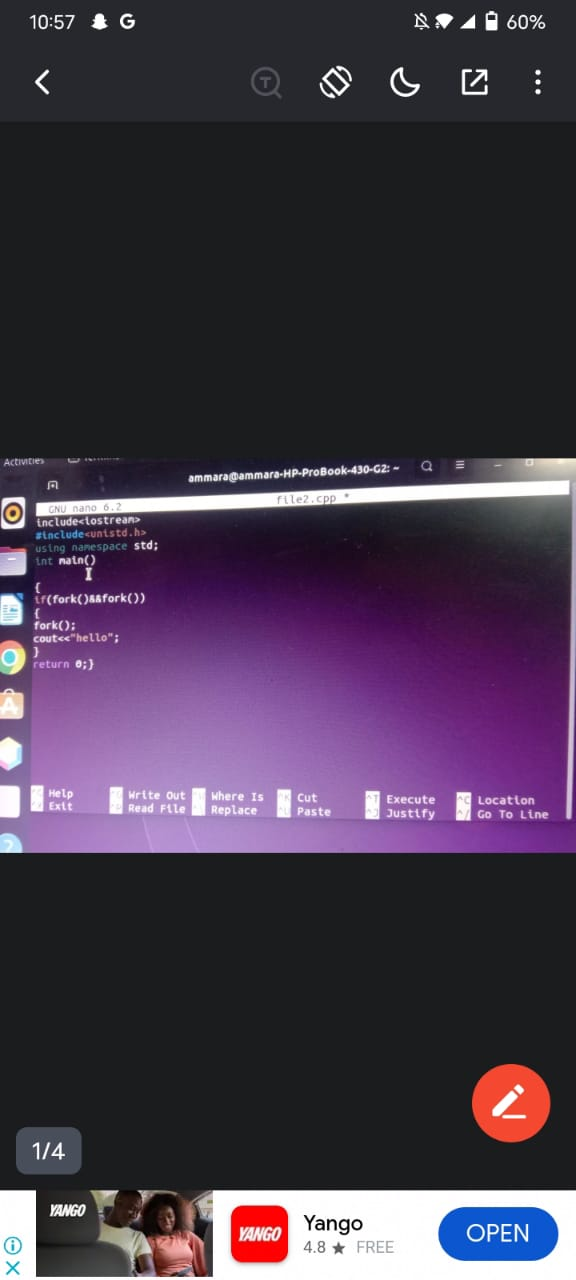 10:57 G 60%
Activities
ammara@ammara-HP-ProBook-430-G2: ~
GNU nano 6.2 file2.cpp *
include<iostream>
#include<unistd.h>
using namespace std;
int main()
{
if(fork()&&fork())
{
fork();
cout<<"hello";
}
return 0;}
Help Write Out Where Is Cut Execute Location
Exit Read File Replace Paste Justify Go To Line
1/4
YANGO
YANGO
Yango
4.8 ★ FREE
OPEN